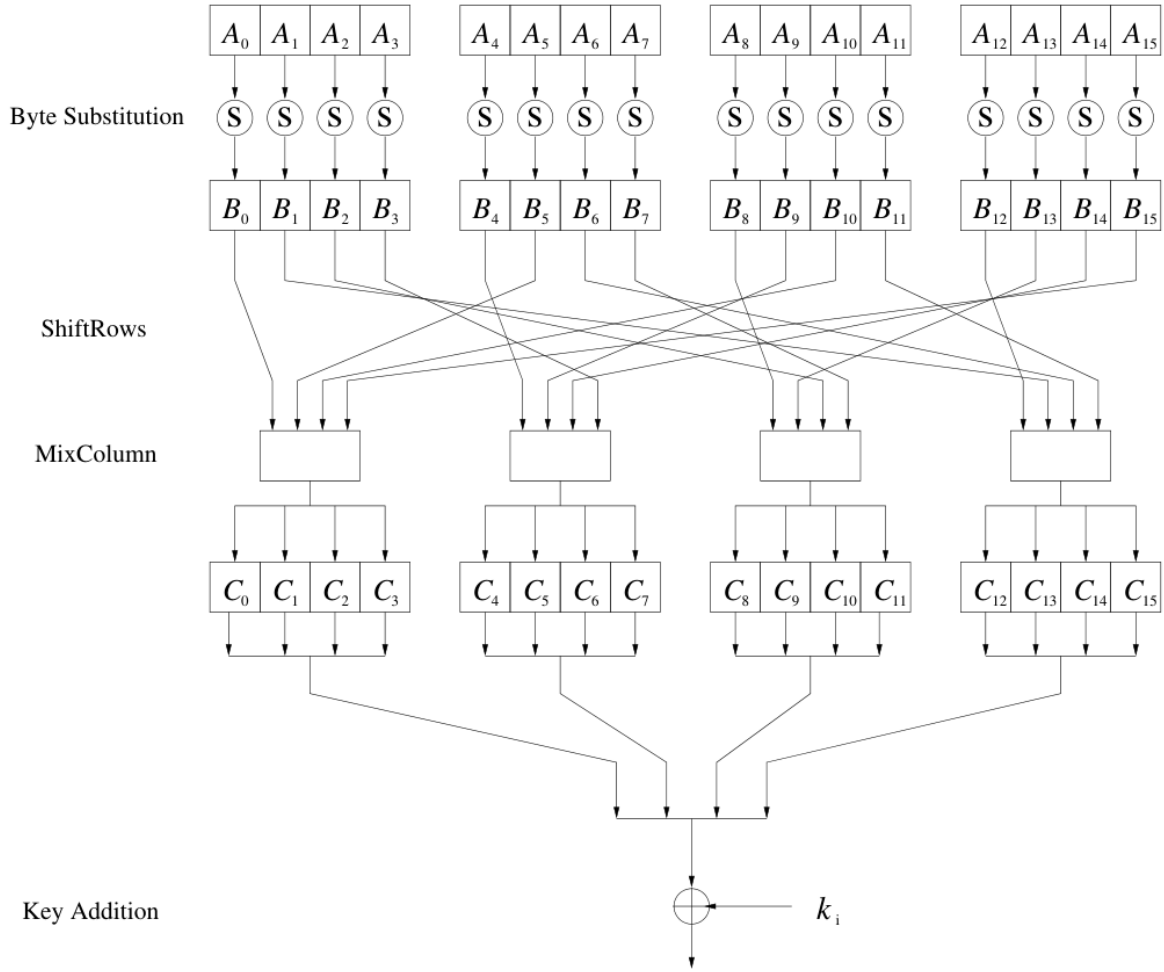 A₀ A₁ A₂ A₃ A₄ A₅ A₆ A₇ A₈ A₉ A₁₀ A₁₁ A₁₂ A₁₃ A₁₄ A₁₅
Byte Substitution S S S S S S S S S S S S S S S S
B₀ B₁ B₂ B₃ B₄ B₅ B₆ B₇ B₈ B₉ B₁₀ B₁₁ B₁₂ B₁₃ B₁₄ B₁₅
ShiftRows
MixColumn
C₀ C₁ C₂ C₃ C₄ C₅ C₆ C₇ C₈ C₉ C₁₀ C₁₁ C₁₂ C₁₃ C₁₄ C₁₅
Key Addition kᵢ